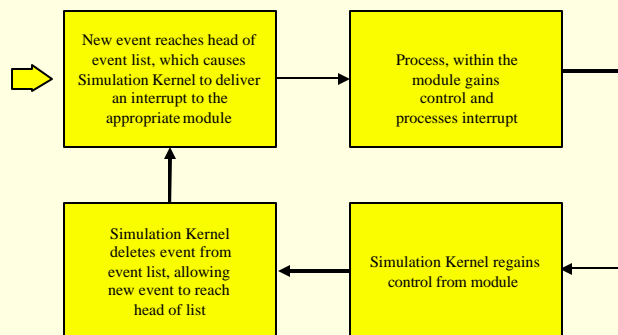 New event reaches head of
event list, which causes
Simulation Kernel to deliver
an interrupt to the
appropriate module
Process, within the
module gains
control and
processes interrupt
Simulation Kernel
deletes event from
event list, allowing
new event to reach
head of list
Simulation Kernel regains
control from module